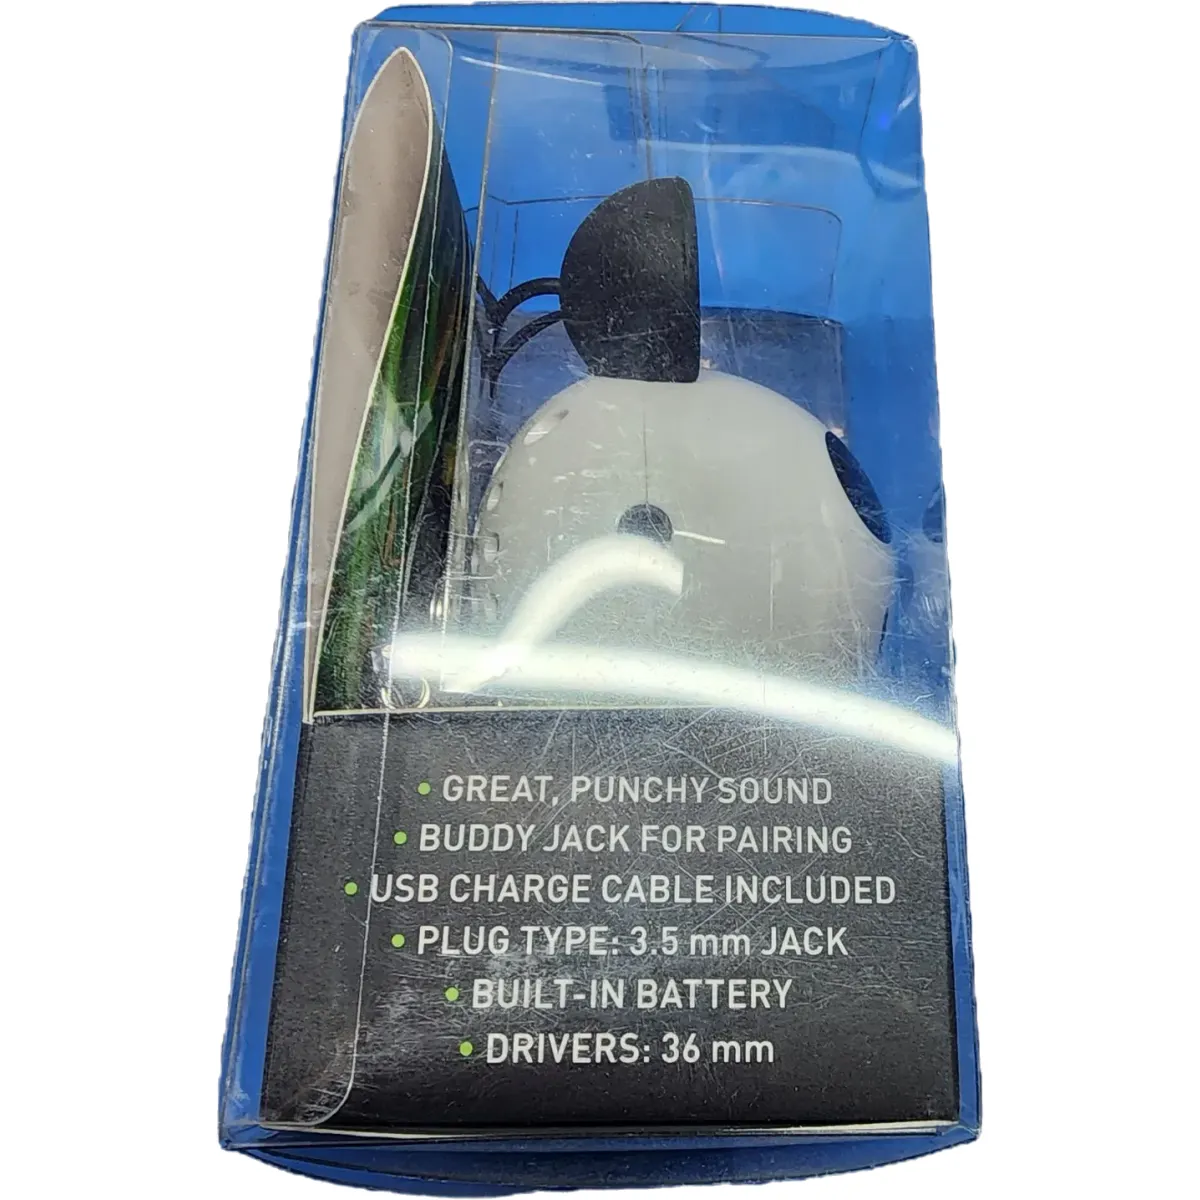 • GREAT, PUNCHY SOUND
• BUDDY JACK FOR PAIRING
• USB CHARGE CABLE INCLUDED
• PLUG TYPE: 3.5 mm JACK
• BUILT-IN BATTERY
• DRIVERS: 36 mm